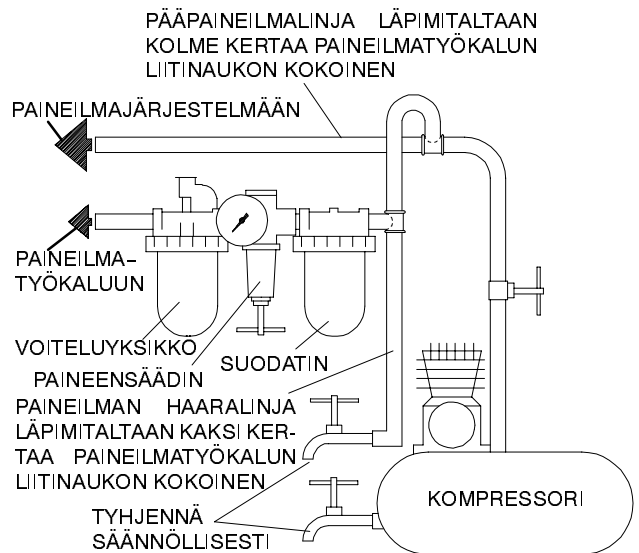 PÄÄPAINEILMALINJA LÄPIMITALTAAN
KOLME KERTAA PAINEILMATYÖKALUN
LIITINAUKON KOKOINEN
PAINEILMAJÄRJESTELMÄÄN
PAINEILMA–
TYÖKALUUN
VOITELUYKSIKKÖ
SUODATIN
PAINEENSÄÄDIN
PAINEILMAN HAARALINJA
LÄPIMITALTAAN KAKSI KER-
TAA PAINEILMATYÖKALUN
LIITINAUKON KOKOINEN
KOMPRESSORI
TYHJENNÄ
SÄÄNNÖLLISESTI